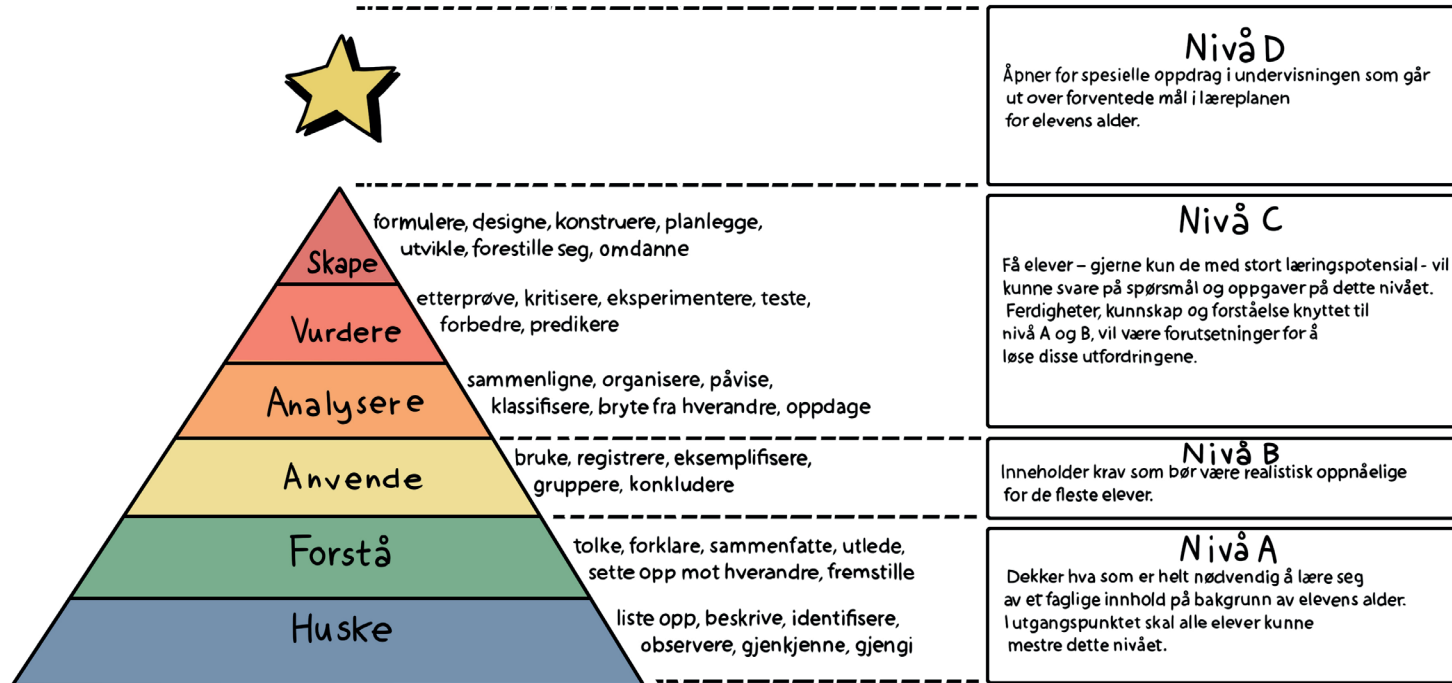 Nivå D
Åpner for spesielle oppdrag i undervisningen som går
ut over forventede mål i læreplanen
for elevens alder.
Skape
formulere, designe, konstruere, planlegge,
utvikle, forestille seg, omdanne
Vurdere
etterprøve, kritisere, eksperimentere, teste,
forbedre, predikere
Analysere
sammenligne, organisere, påvise,
klassifisere, bryte fra hverandre, oppdage
Nivå C
Få elever – gjerne kun de med stort læringspotensial - vil
kunne svare på spørsmål og oppgaver på dette nivået.
Ferdigheter, kunnskap og forståelse knyttet til
nivå A og B, vil være forutsetninger for å
løse disse utfordringene.
Anvende
bruke, registrere, eksemplifisere,
gruppere, konkludere
Nivå B
Inneholder krav som bør være realistisk oppnåelige
for de fleste elever.
Forstå
tolke, forklare, sammenfatte, utlede,
sette opp mot hverandre, fremstille
Huske
liste opp, beskrive, identifisere,
observere, gjenkjenne, gjengi
Nivå A
Dekker hva som er helt nødvendig å lære seg
av et faglige innhold på bakgrunn av elevens alder.
I utgangspunktet skal alle elever kunne
mestre dette nivået.